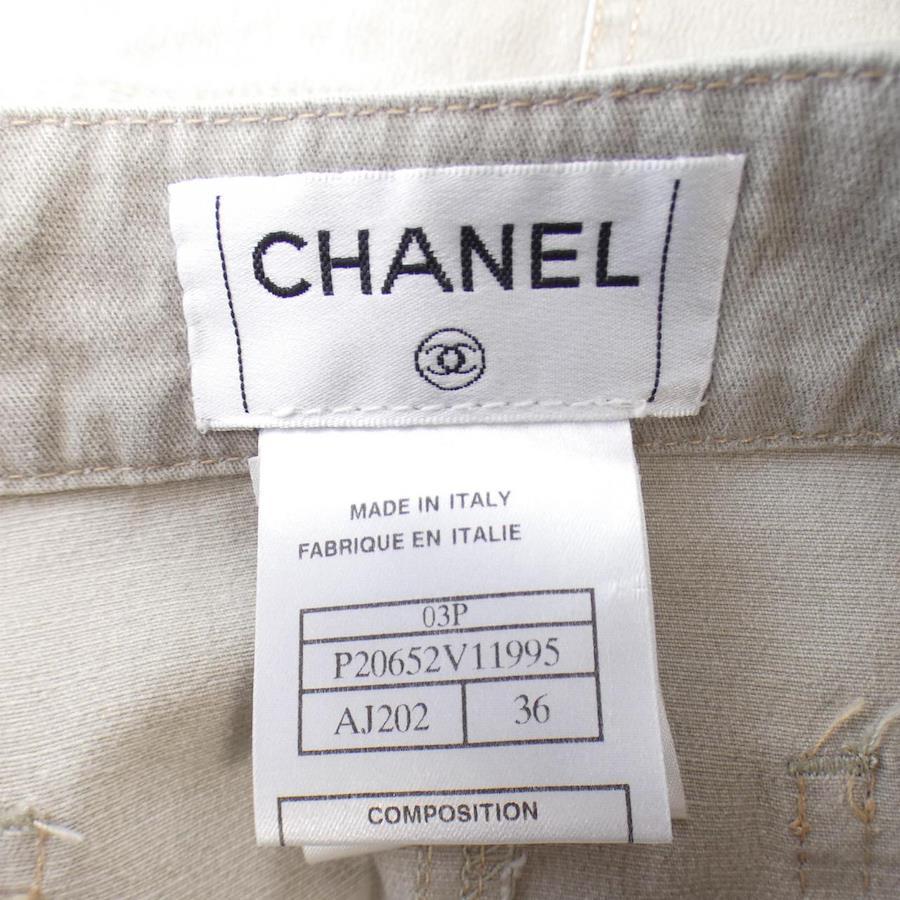 CHANEL
MADE IN ITALY
FABRIQUE EN ITALIE
03P
P20652V11995
AJ202 36
COMPOSITION